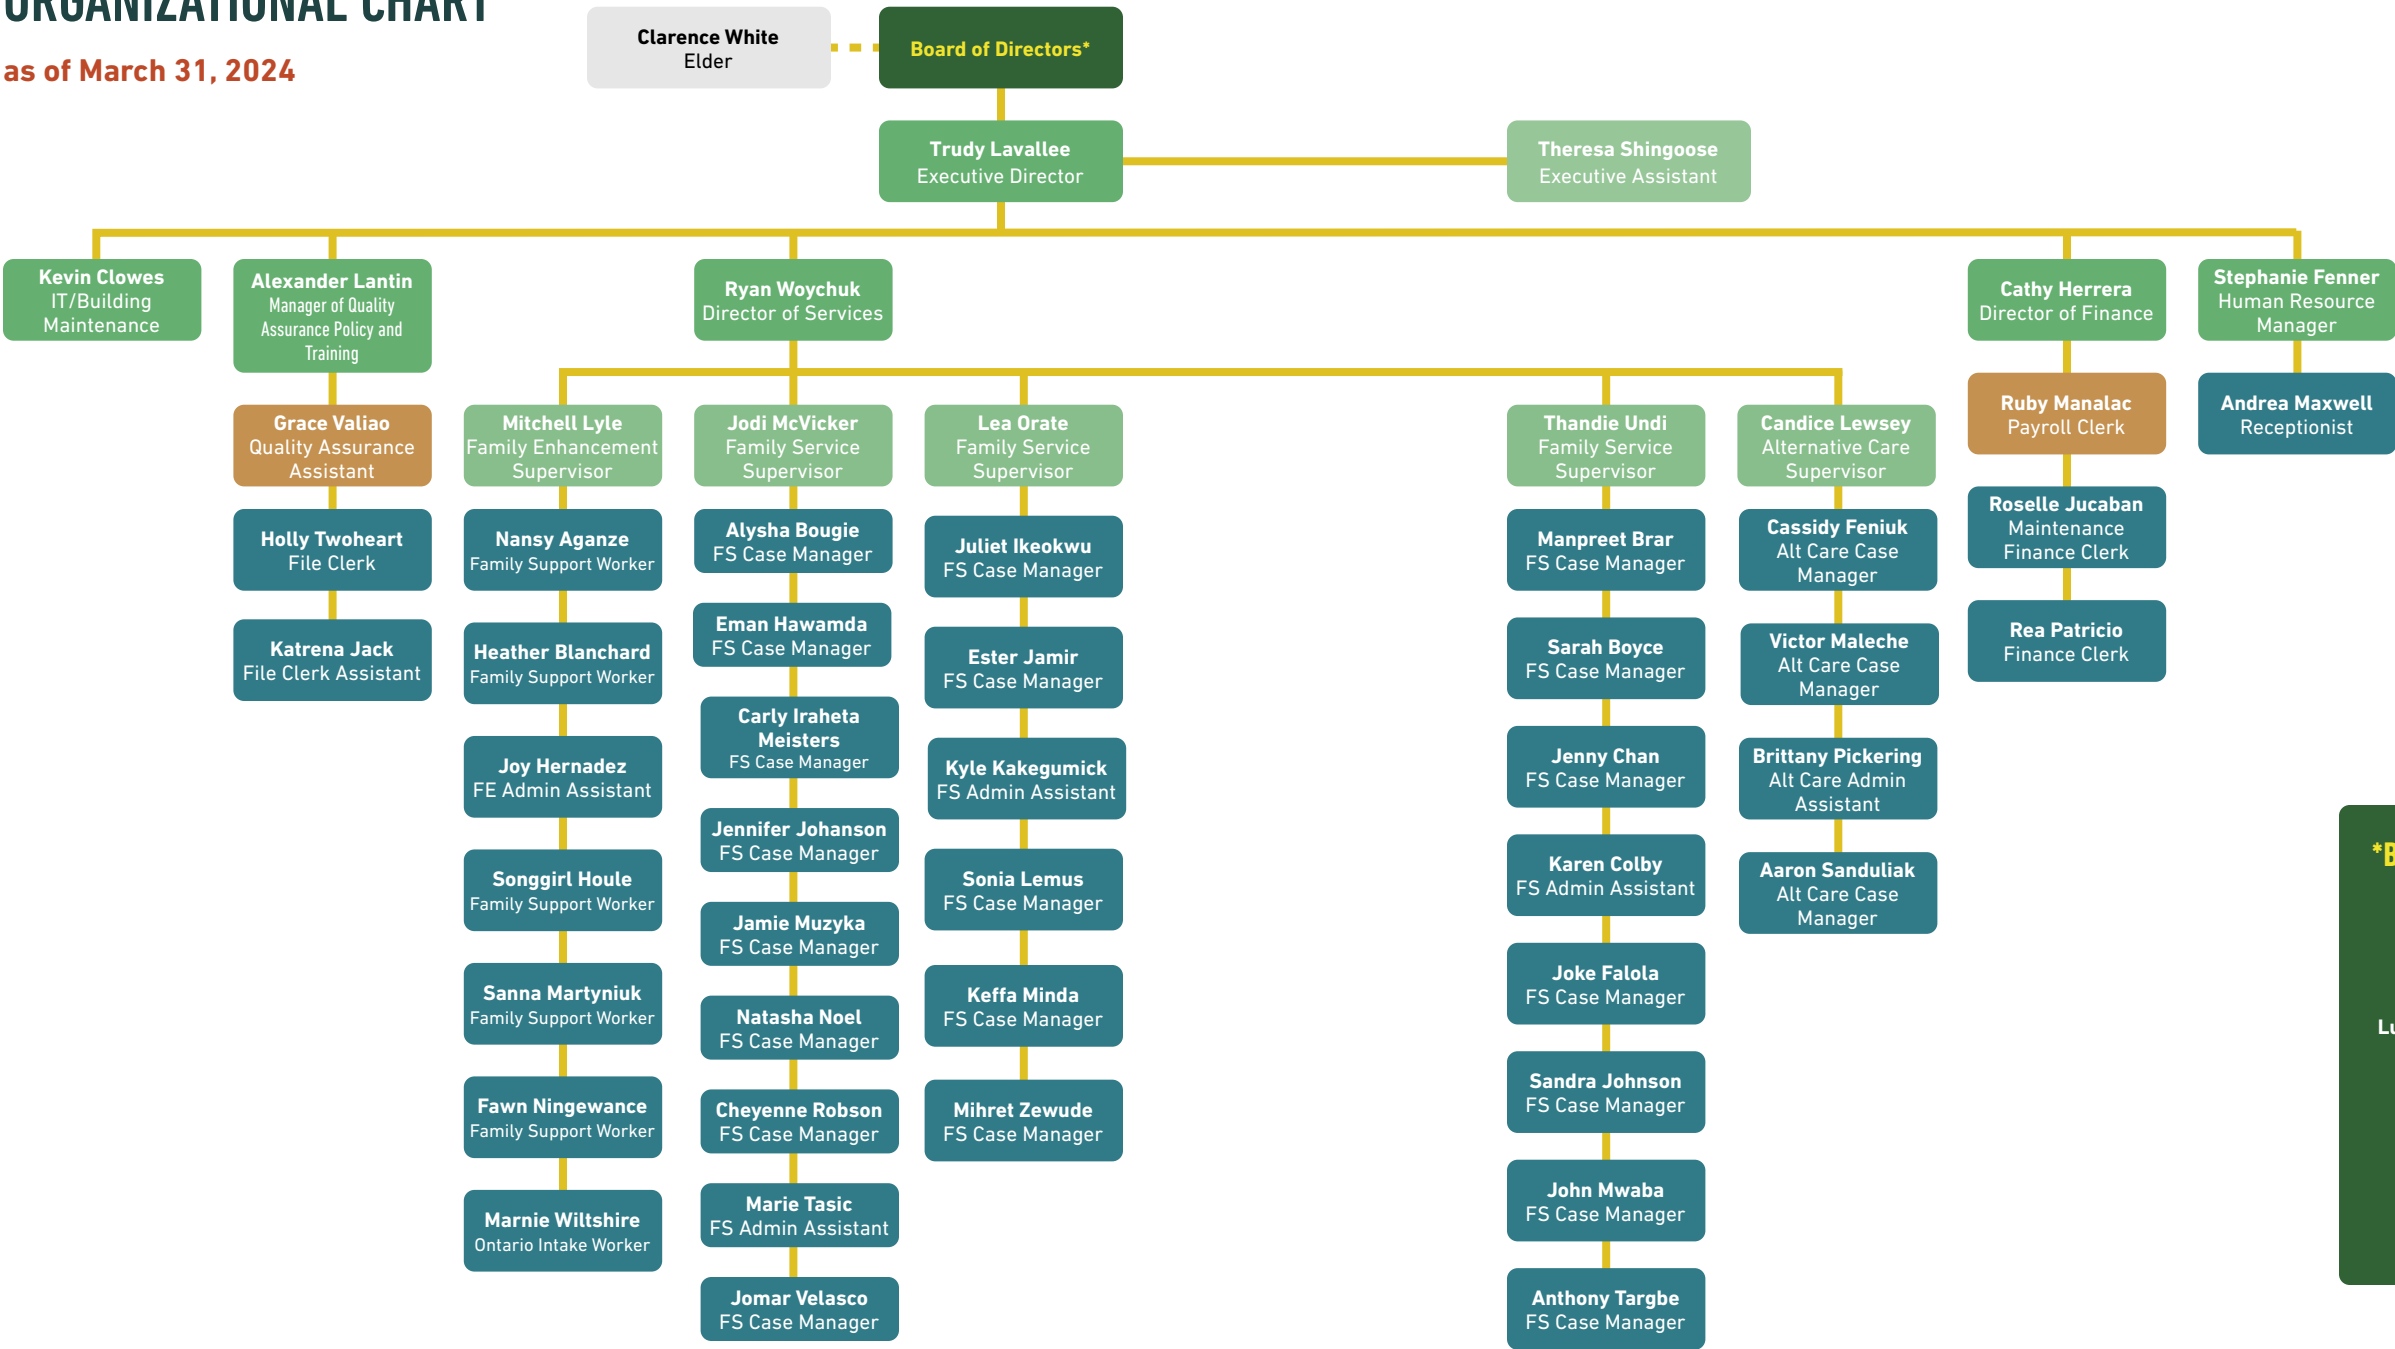 ORGANIZATIONAL CHART
as of March 31, 2024
Clarence White
Elder
Board of Directors*
Trudy Lavallee
Executive Director
Theresa Shingoose
Executive Assistant
Kevin Clowes
IT/Building
Maintenance
Alexander Lantin
Manager of Quality
Assurance Policy and
Training
Ryan Woychuk
Director of Services
Cathy Herrera
Director of Finance
Stephanie Fenner
Human Resource
Manager
Grace Valiao
Quality Assurance
Assistant
Holly Twoheart
File Clerk
Katrena Jack
File Clerk Assistant
Mitchell Lyle
Family Enhancement
Supervisor
Nansy Aganze
Family Support Worker
Heather Blanchard
Family Support Worker
Joy Hernadez
FE Admin Assistant
Songgirl Houle
Family Support Worker
Sanna Martyniuk
Family Support Worker
Fawn Ningewance
Family Support Worker
Marnie Wiltshire
Ontario Intake Worker
Jodi McVicker
Family Service
Supervisor
Alysha Bougie
FS Case Manager
Eman Hawamda
FS Case Manager
Carly Iraheta
Meisters
FS Case Manager
Jennifer Johanson
FS Case Manager
Jamie Muzyka
FS Case Manager
Natasha Noel
FS Case Manager
Cheyenne Robson
FS Case Manager
Marie Tasic
FS Admin Assistant
Jomar Velasco
FS Case Manager
Lea Orate
Family Service
Supervisor
Juliet Ikeokwu
FS Case Manager
Ester Jamir
FS Case Manager
Kyle Kakegumick
FS Admin Assistant
Sonia Lemus
FS Case Manager
Keffa Minda
FS Case Manager
Mihret Zewude
FS Case Manager
Thandie Undi
Family Service
Supervisor
Manpreet Brar
FS Case Manager
Sarah Boyce
FS Case Manager
Jenny Chan
FS Case Manager
Karen Colby
FS Admin Assistant
Joke Falola
FS Case Manager
Sandra Johnson
FS Case Manager
John Mwaba
FS Case Manager
Anthony Targbe
FS Case Manager
Candice Lewsey
Alternative Care
Supervisor
Cassidy Feniuk
Alt Care Case
Manager
Victor Maleche
Alt Care Case
Manager
Brittany Pickering
Alt Care Admin
Assistant
Aaron Sanduliak
Alt Care Case
Manager
Ruby Manalac
Payroll Clerk
Roselle Jucaban
Maintenance
Finance Clerk
Rea Patricio
Finance Clerk
Andrea Maxwell
Receptionist